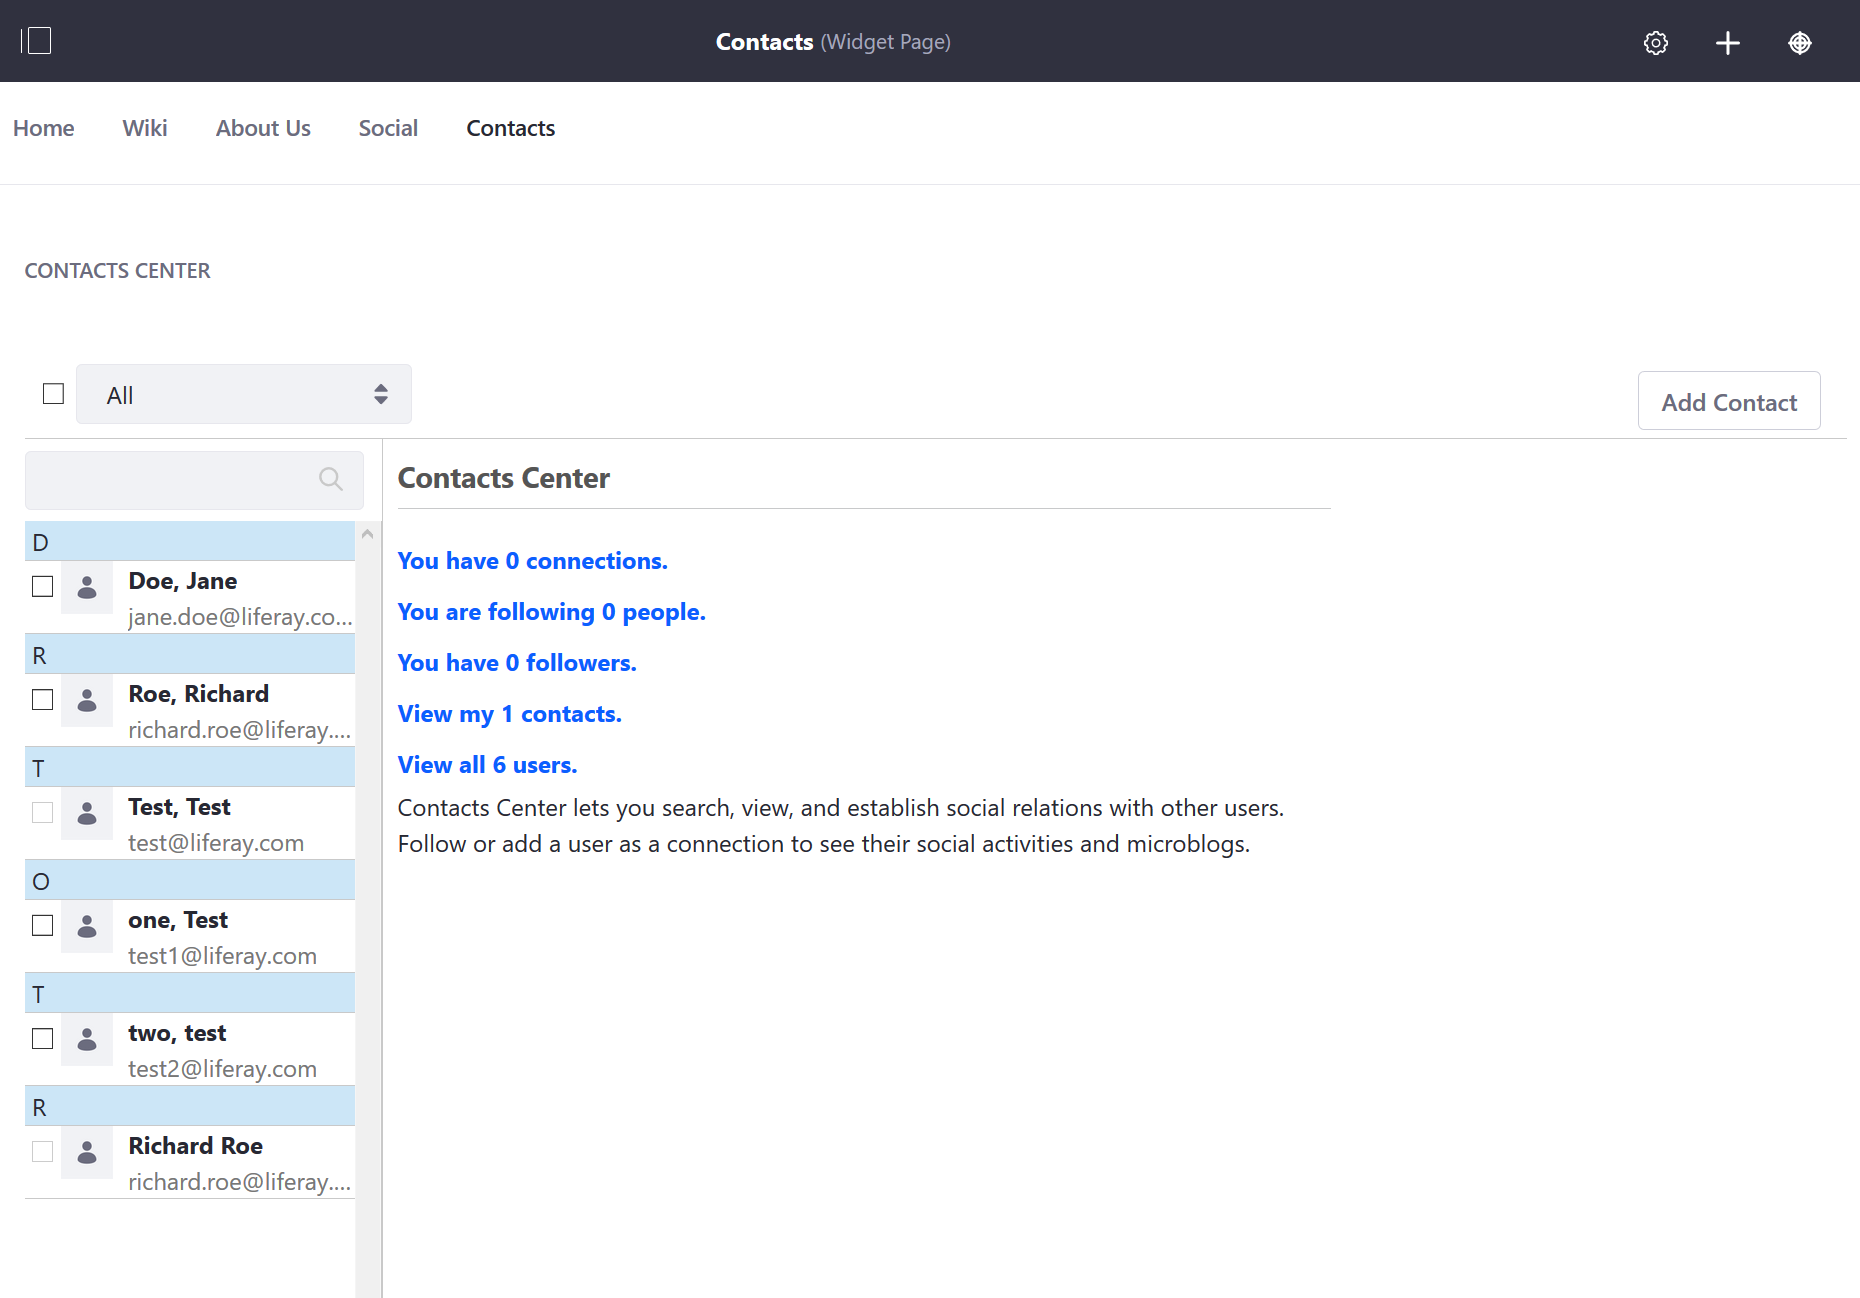 Contacts (Widget Page)
Home Wiki About Us Social Contacts
CONTACTS CENTER
All
Add Contact
Contacts Center
You have 0 connections.
You are following 0 people.
You have 0 followers.
View my 1 contacts.
View all 6 users.
Contacts Center lets you search, view, and establish social relations with other users.
Follow or add a user as a connection to see their social activities and microblogs.
D
Doe, Jane
jane.doe@liferay.co...
R
Roe, Richard
richard.roe@liferay....
T
Test, Test
test@liferay.com
O
one, Test
test1@liferay.com
T
two, test
test2@liferay.com
R
Richard Roe
richard.roe@liferay....